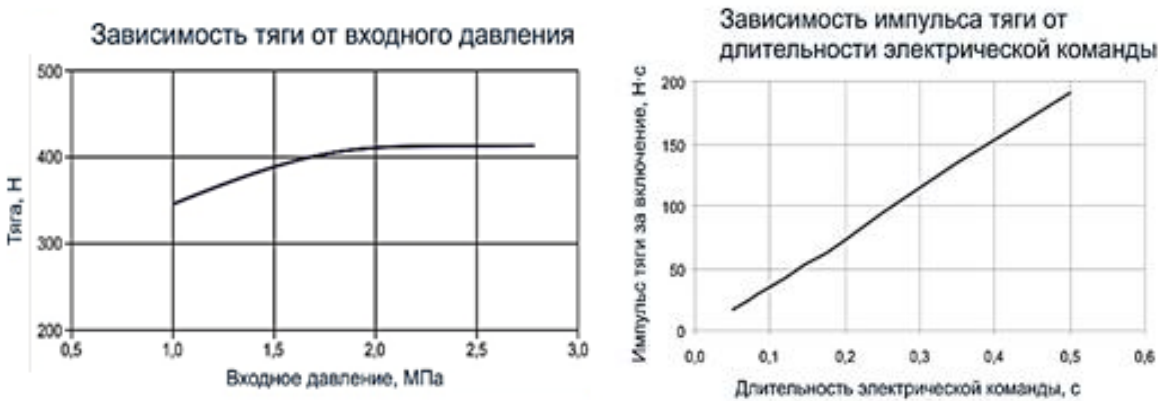 Зависимость тяги от входного давления
500
400
300
200
Тяга, Н
0,5 1,0 1,5 2,0 2,5 3,0
Входное давление, МПа
Зависимость импульса тяги от
длительности электрической команды
200
150
100
50
0
Импульс тяги за включение, Н·с
0,0 0,1 0,2 0,3 0,4 0,5 0,6
Длительность электрической команды, с